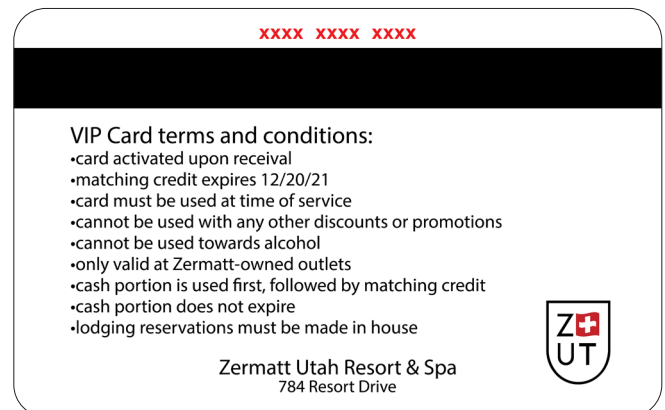 xxxx xxxx xxxx
VIP Card terms and conditions:
•card activated upon receival
•matching credit expires 12/20/21
•card must be used at time of service
•cannot be used with any other discounts or promotions
•cannot be used towards alcohol
•only valid at Zermatt-owned outlets
•cash portion is used first, followed by matching credit
•cash portion does not expire
•lodging reservations must be made in house
Z
UT
Zermatt Utah Resort & Spa
784 Resort Drive